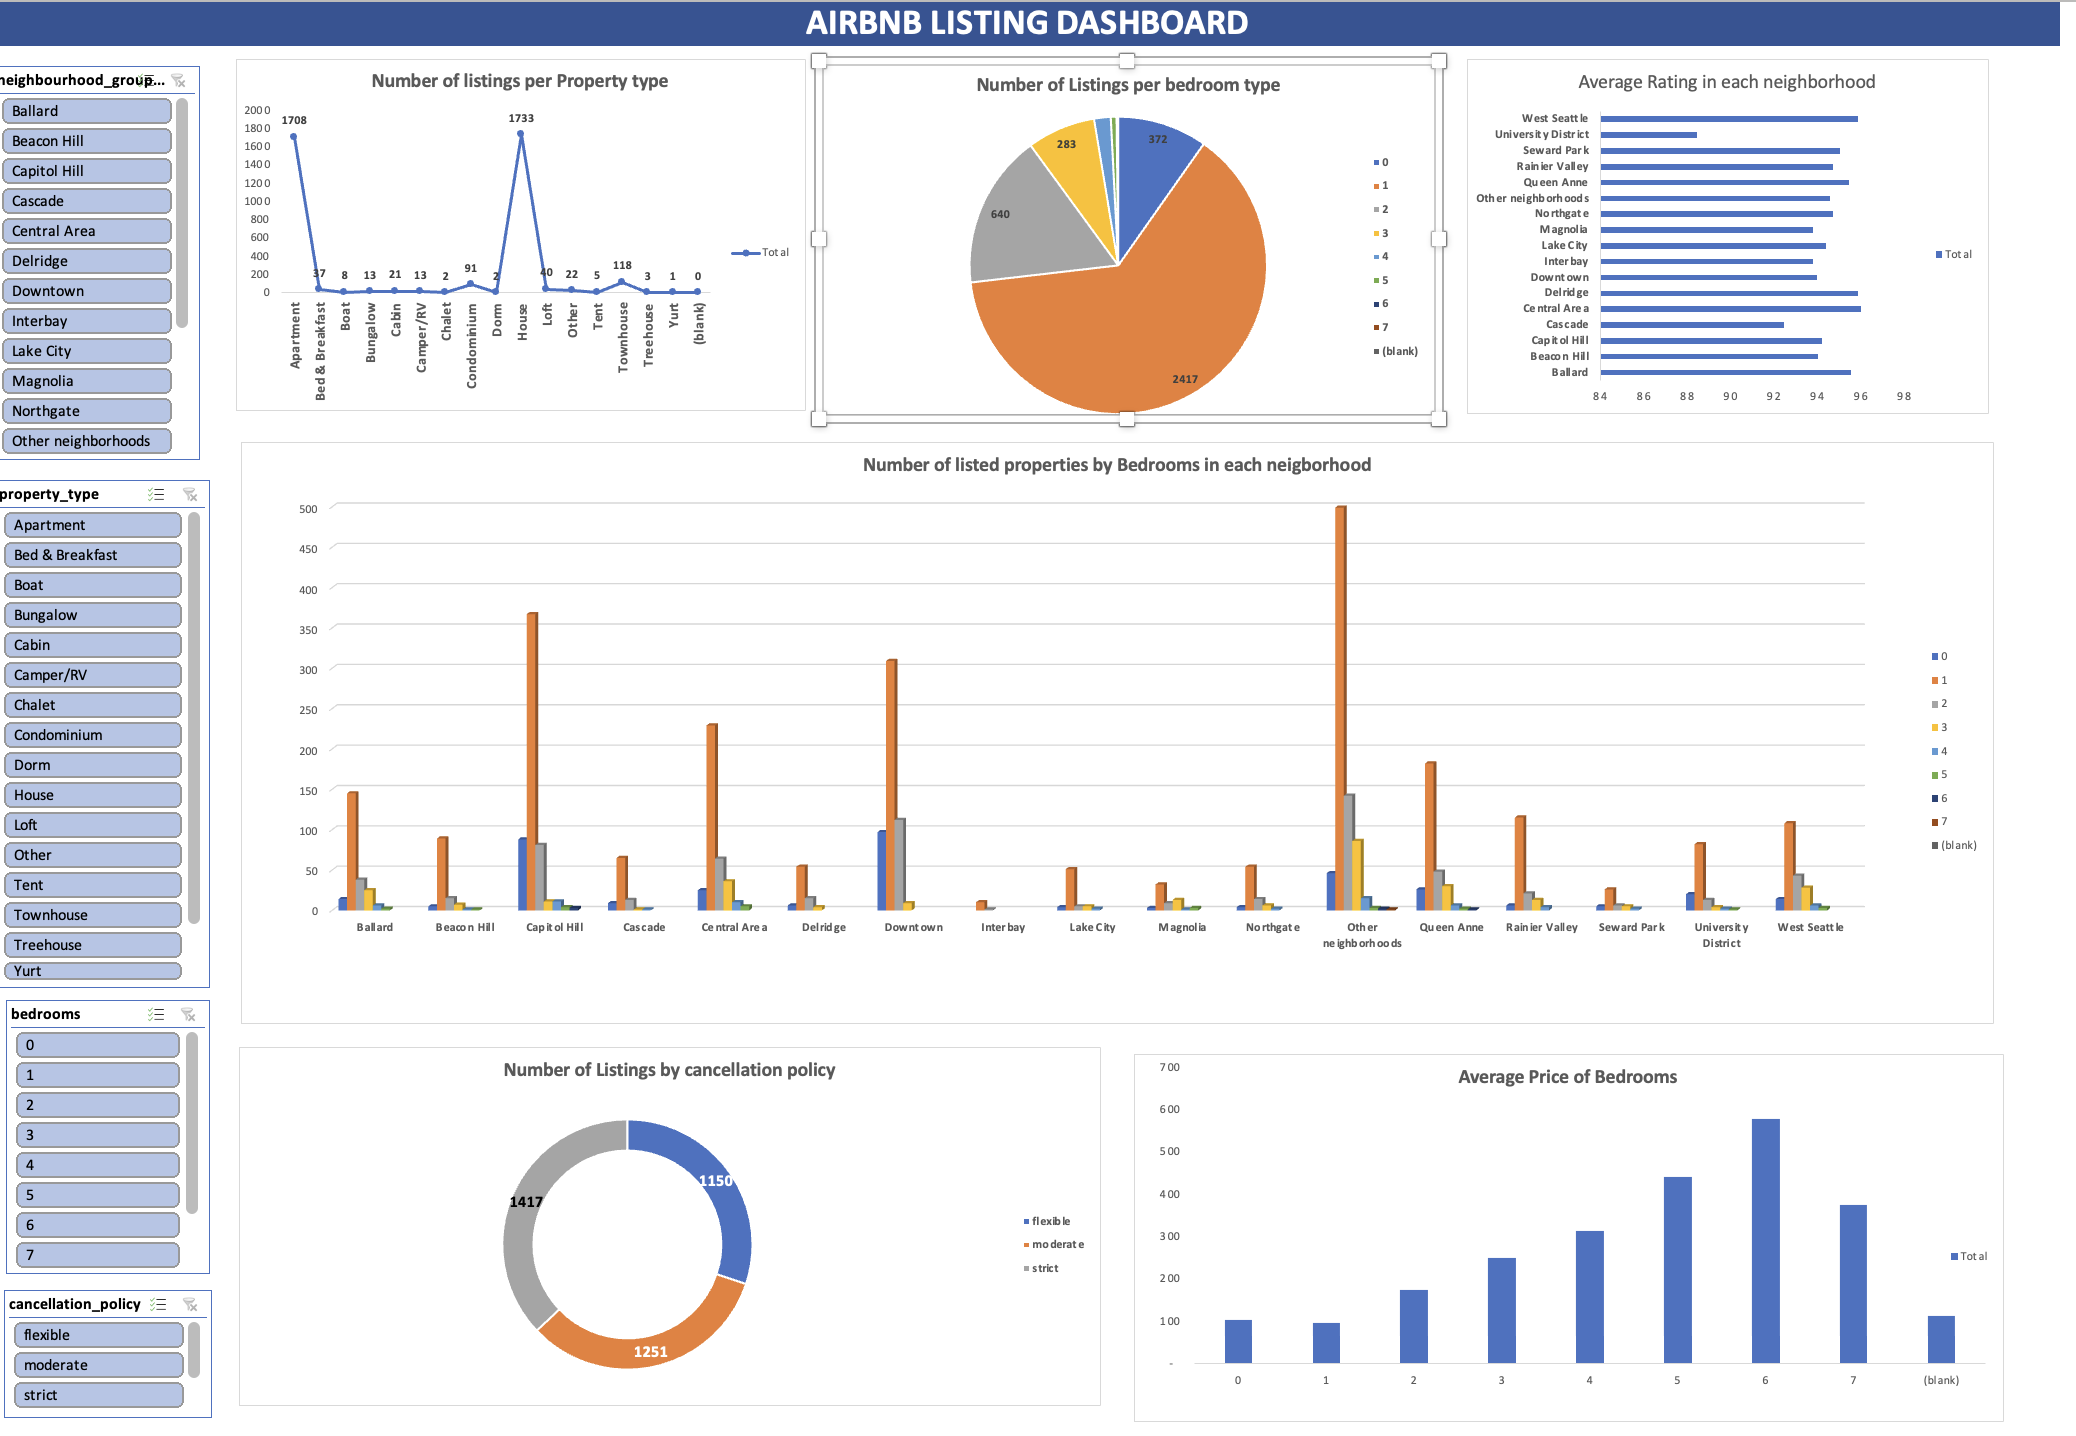 AIRBNB LISTING DASHBOARD
neighbourhood_group...
Ballard
Beacon Hill
Capitol Hill
Cascade
Central Area
Delridge
Downtown
Interbay
Lake City
Magnolia
Northgate
Other neighborhoods
property_type
Apartment
Bed & Breakfast
Boat
Bungalow
Cabin
Camper/RV
Chalet
Condominium
Dorm
House
Loft
Other
Tent
Townhouse
Treehouse
Yurt
bedrooms
0
1
2
3
4
5
6
7
cancellation_policy
flexible
moderate
strict
Number of listings per Property type
2000
1800
1600
1400
1200
1000
800
600
400
200
0
1708
37
8
13
21
13
2
91
2
1733
40
22
5
118
3
1
0
Apartment
Bed & Breakfast
Boat
Bungalow
Cabin
Camper/RV
Chalet
Condominium
Dorm
House
Loft
Other
Tent
Townhouse
Treehouse
Yurt
(blank)
Total
Number of Listings per bedroom type
372
283
640
2417
0
1
2
3
4
5
6
7
(blank)
Average Rating in each neighborhood
West Seattle
University District
Seward Park
Rainier Valley
Queen Anne
Other neighborhoods
Northgate
Magnolia
Lake City
Interbay
Downtown
Delridge
Central Area
Cascade
Capitol Hill
Beacon Hill
Ballard
84 86 88 90 92 94 96 98
Total
Number of listed properties by Bedrooms in each neigborhood
500
450
400
350
300
250
200
150
100
50
0
Ballard
Beacon Hill
Capitol Hill
Cascade
Central Area
Delridge
Downtown
Interbay
Lake City
Magnolia
Northgate
Other
neighborhoods
Queen Anne
Rainier Valley
Seward Park
University
District
West Seattle
0
1
2
3
4
5
6
7
(blank)
Number of Listings by cancellation policy
1150
1417
1251
flexible
moderate
strict
Average Price of Bedrooms
700
600
500
400
300
200
100
-
0 1 2 3 4 5 6 7 (blank)
Total